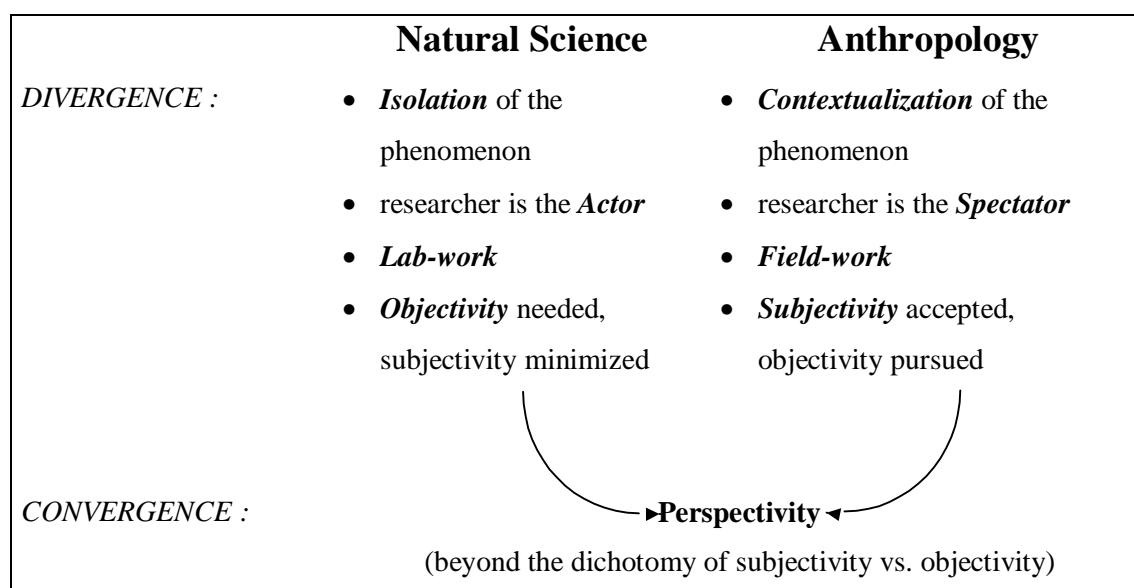 Natural Science Anthropology
DIVERGENCE :
• Isolation of the
phenomenon
• researcher is the Actor
• Lab-work
• Objectivity needed,
subjectivity minimized
• Contextualization of the
phenomenon
• researcher is the Spectator
• Field-work
• Subjectivity accepted,
objectivity pursued
CONVERGENCE :
Perspectivity
(beyond the dichotomy of subjectivity vs. objectivity)